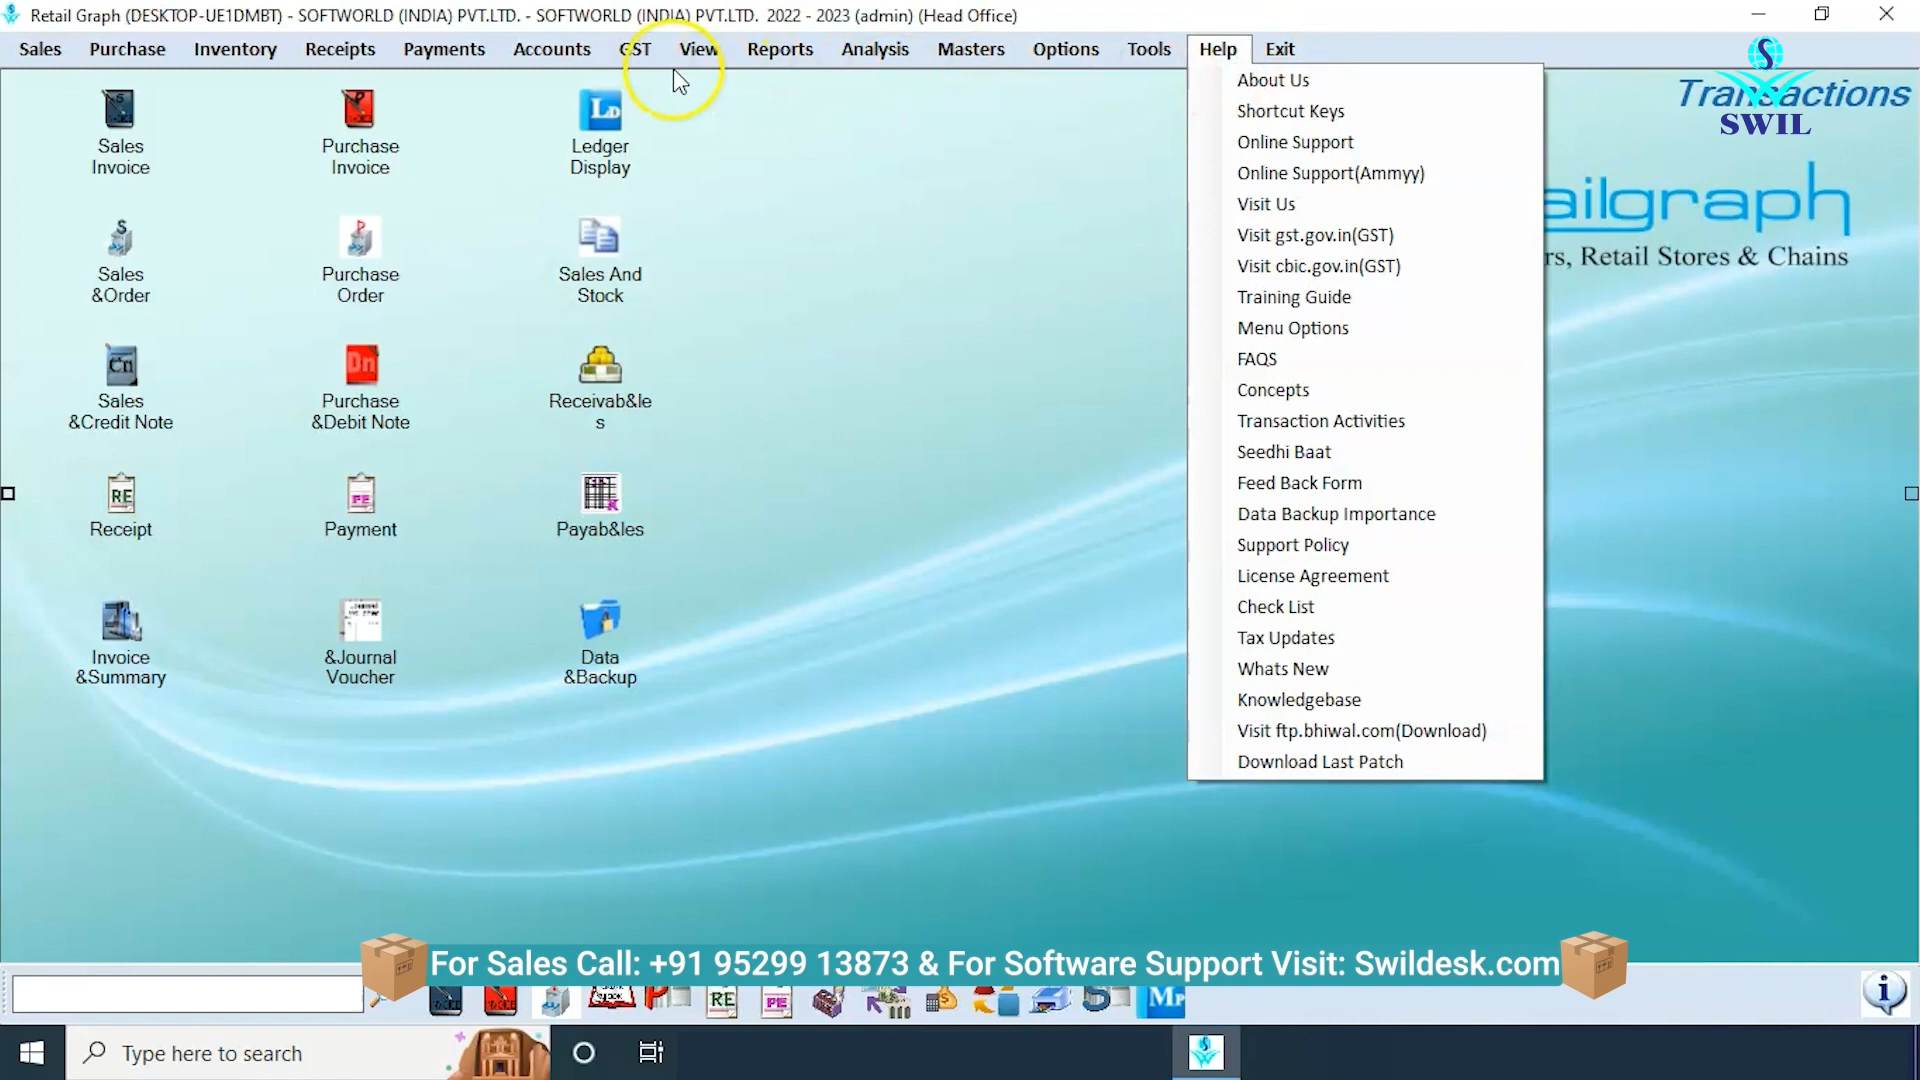 Retail Graph (DESKTOP-UE1DMBT) - SOFTWORLD (INDIA) PVT.LTD. - SOFTWORLD (INDIA) PVT.LTD. 2022 - 2023 (admin) (Head Office)
Sales Purchase Inventory Receipts Payments Accounts GST View Reports Analysis Masters Options Tools Help Exit
Transactions
SWIL
ailgraph
rs, Retail Stores & Chains
Sales
Invoice
Purchase
Invoice
Ledger
Display
Sales
&Order
Purchase
Order
Sales And
Stock
Sales
&Credit Note
Purchase
&Debit Note
Receivab&le
s
Receipt
Payment
Payab&les
Invoice
&Summary
&Journal
Voucher
Data
&Backup
About Us
Shortcut Keys
Online Support
Online Support(Ammyy)
Visit Us
Visit gst.gov.in(GST)
Visit cbic.gov.in(GST)
Training Guide
Menu Options
FAQS
Concepts
Transaction Activities
Seedhi Baat
Feed Back Form
Data Backup Importance
Support Policy
License Agreement
Check List
Tax Updates
Whats New
Knowledgebase
Visit ftp.bhiwal.com(Download)
Download Last Patch
For Sales Call: +91 95299 13873 & For Software Support Visit: Swildesk.com
Type here to search